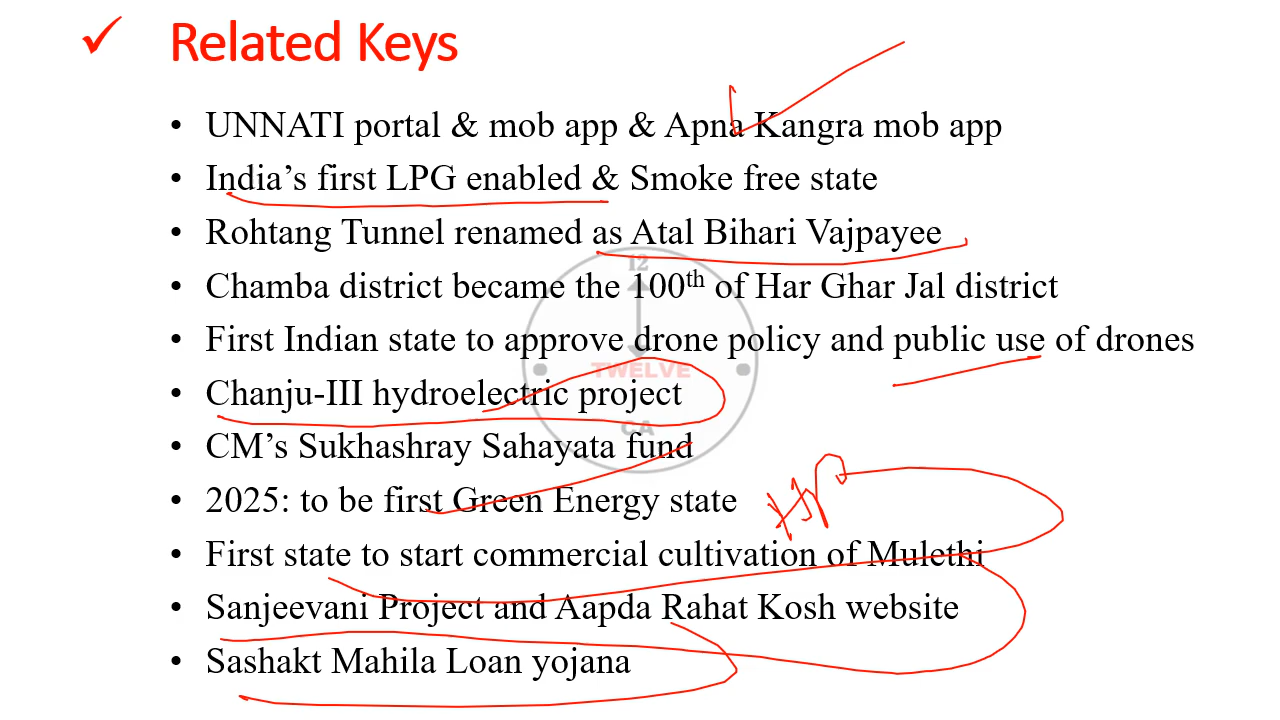 ✓ Related Keys
• UNNATI portal & mob app & Apna Kangra mob app
• India’s first LPG enabled & Smoke free state
• Rohtang Tunnel renamed as Atal Bihari Vajpayee
12
• Chamba district became the 100th of Har Ghar Jal district
• First Indian state to approve drone policy and public use of drones
TWELVE
• Chanju-III hydroelectric project
CA
• CM’s Sukhashray Sahayata fund
• 2025: to be first Green Energy state
• First state to start commercial cultivation of Mulethi
• Sanjeevani Project and Aapda Rahat Kosh website
• Sashakt Mahila Loan yojana